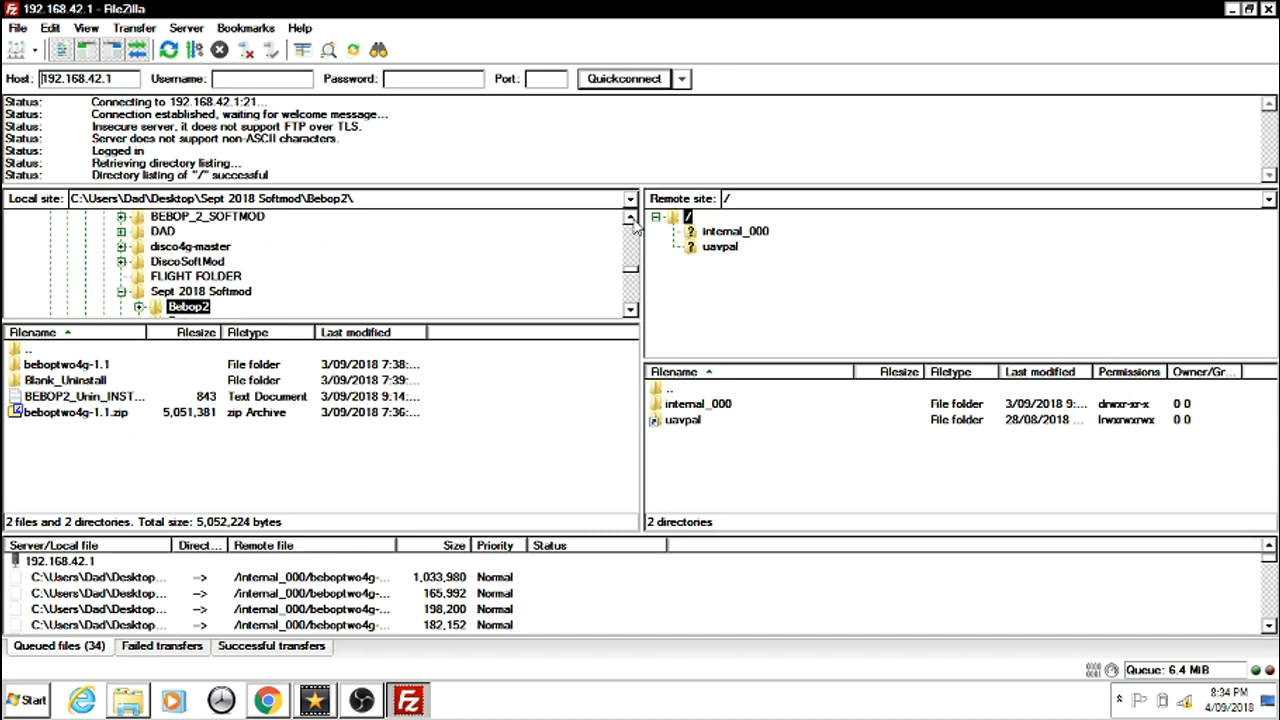 192.168.42.1 - FileZilla
File Edit View Transfer Server Bookmarks Help
Host: 192.168.42.1 Username: Password: Port: Quickconnect
Status: Connecting to 192.168.42.1:21...
Status: Connection established, waiting for welcome message...
Status: Insecure server, it does not support FTP over TLS.
Status: Server does not support non-ASCII characters.
Status: Logged in
Status: Retrieving directory listing...
Status: Directory listing of "/" successful
Local site: C:\Users\Dad\Desktop\Sept 2018 Softmod\Bebop2\
BEBOP_2_SOFTMOD
DAD
disco4g-master
DiscoSoftMod
FLIGHT FOLDER
Sept 2018 Softmod
Bebop2
Remote site: /
/
internal_000
uavpal
Filename Filesize Filetype Last modified
..
beboptwo4g-1.1 File folder 3/09/2018 7:38:...
Blank_Uninstall File folder 3/09/2018 7:39:...
BEBOP2_Unin_INST... 843 Text Document 3/09/2018 9:14:...
beboptwo4g-1.1.zip 5,051,381 zip Archive 3/09/2018 7:36:...
2 files and 2 directories. Total size: 5,052,224 bytes
Filename Filesize Filetype Last modified Permissions Owner/Gr...
..
internal_000 File folder 3/09/2018 9:... drwxr-xr-x 0 0
uavpal File folder 28/08/2018 ... lrwxrwxrwx 0 0
2 directories
Server/Local file Direct... Remote file Size Priority Status
192.168.42.1
C:\Users\Dad\Desktop... --> /internal_000/beboptwo4g-... 1,033,980 Normal
C:\Users\Dad\Desktop... --> /internal_000/beboptwo4g-... 165,992 Normal
C:\Users\Dad\Desktop... --> /internal_000/beboptwo4g-... 198,200 Normal
C:\Users\Dad\Desktop... --> /internal_000/beboptwo4g-... 182,152 Normal
Queued files (34) Failed transfers Successful transfers
Queue: 6.4 MiB
Start
8:34 PM
4/09/2018